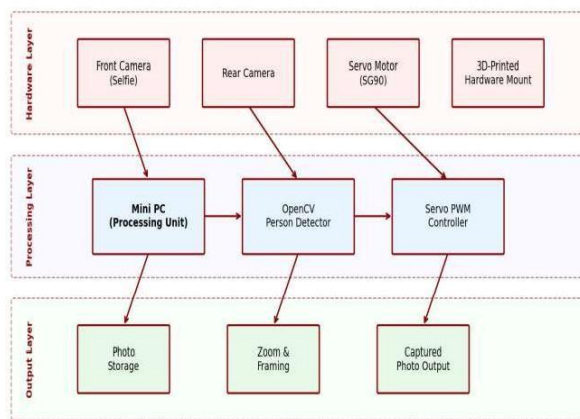 Hardware Layer
Front Camera
(Selfie)
Rear Camera
Servo Motor
(SG90)
3D-Printed
Hardware Mount
Processing Layer
Mini PC
(Processing Unit)
OpenCV
Person Detector
Servo PWM
Controller
Output Layer
Photo
Storage
Zoom &
Framing
Captured
Photo Output